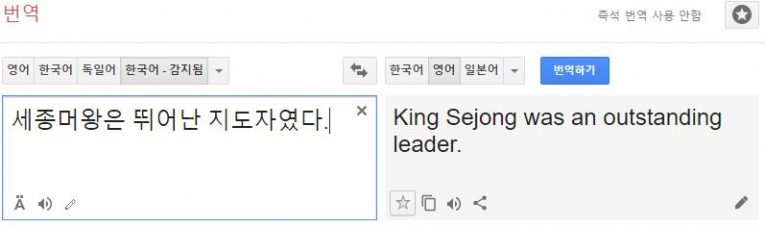 번역
즉석 번역 사용 안함
영어 한국어 독일어 한국어 - 감지됨
한국어 영어 일본어 번역하기
세종머왕은 뛰어난 지도자였다.
King Sejong was an outstanding
leader.
Ä